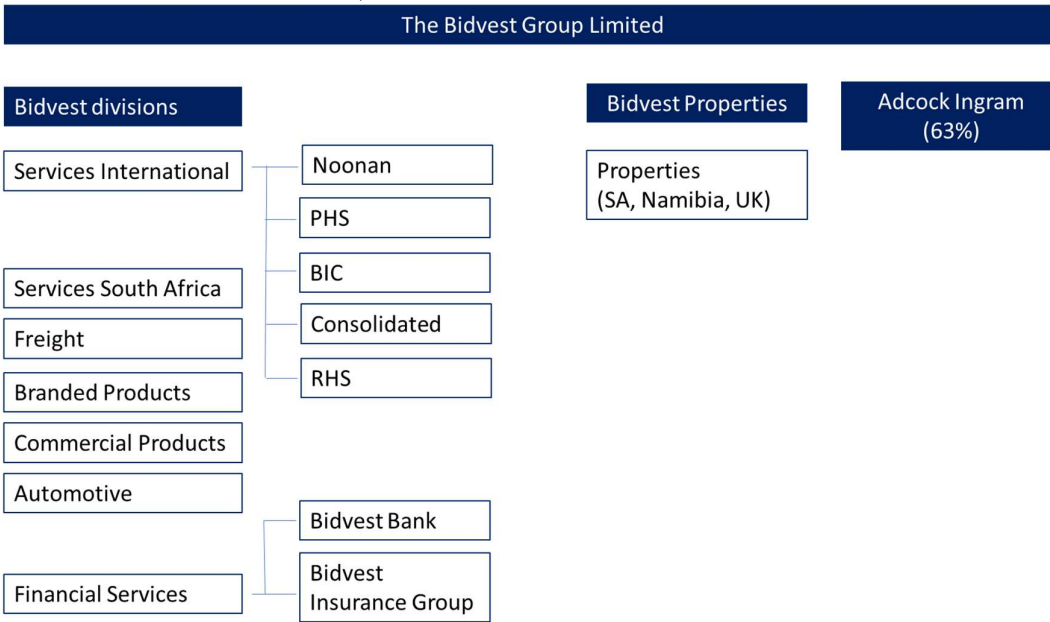 The Bidvest Group Limited
Bidvest divisions
Services International
Services South Africa
Freight
Branded Products
Commercial Products
Automotive
Financial Services
Noonan
PHS
BIC
Consolidated
RHS
Bidvest Bank
Bidvest
Insurance Group
Bidvest Properties
Properties
(SA, Namibia, UK)
Adcock Ingram
(63%)